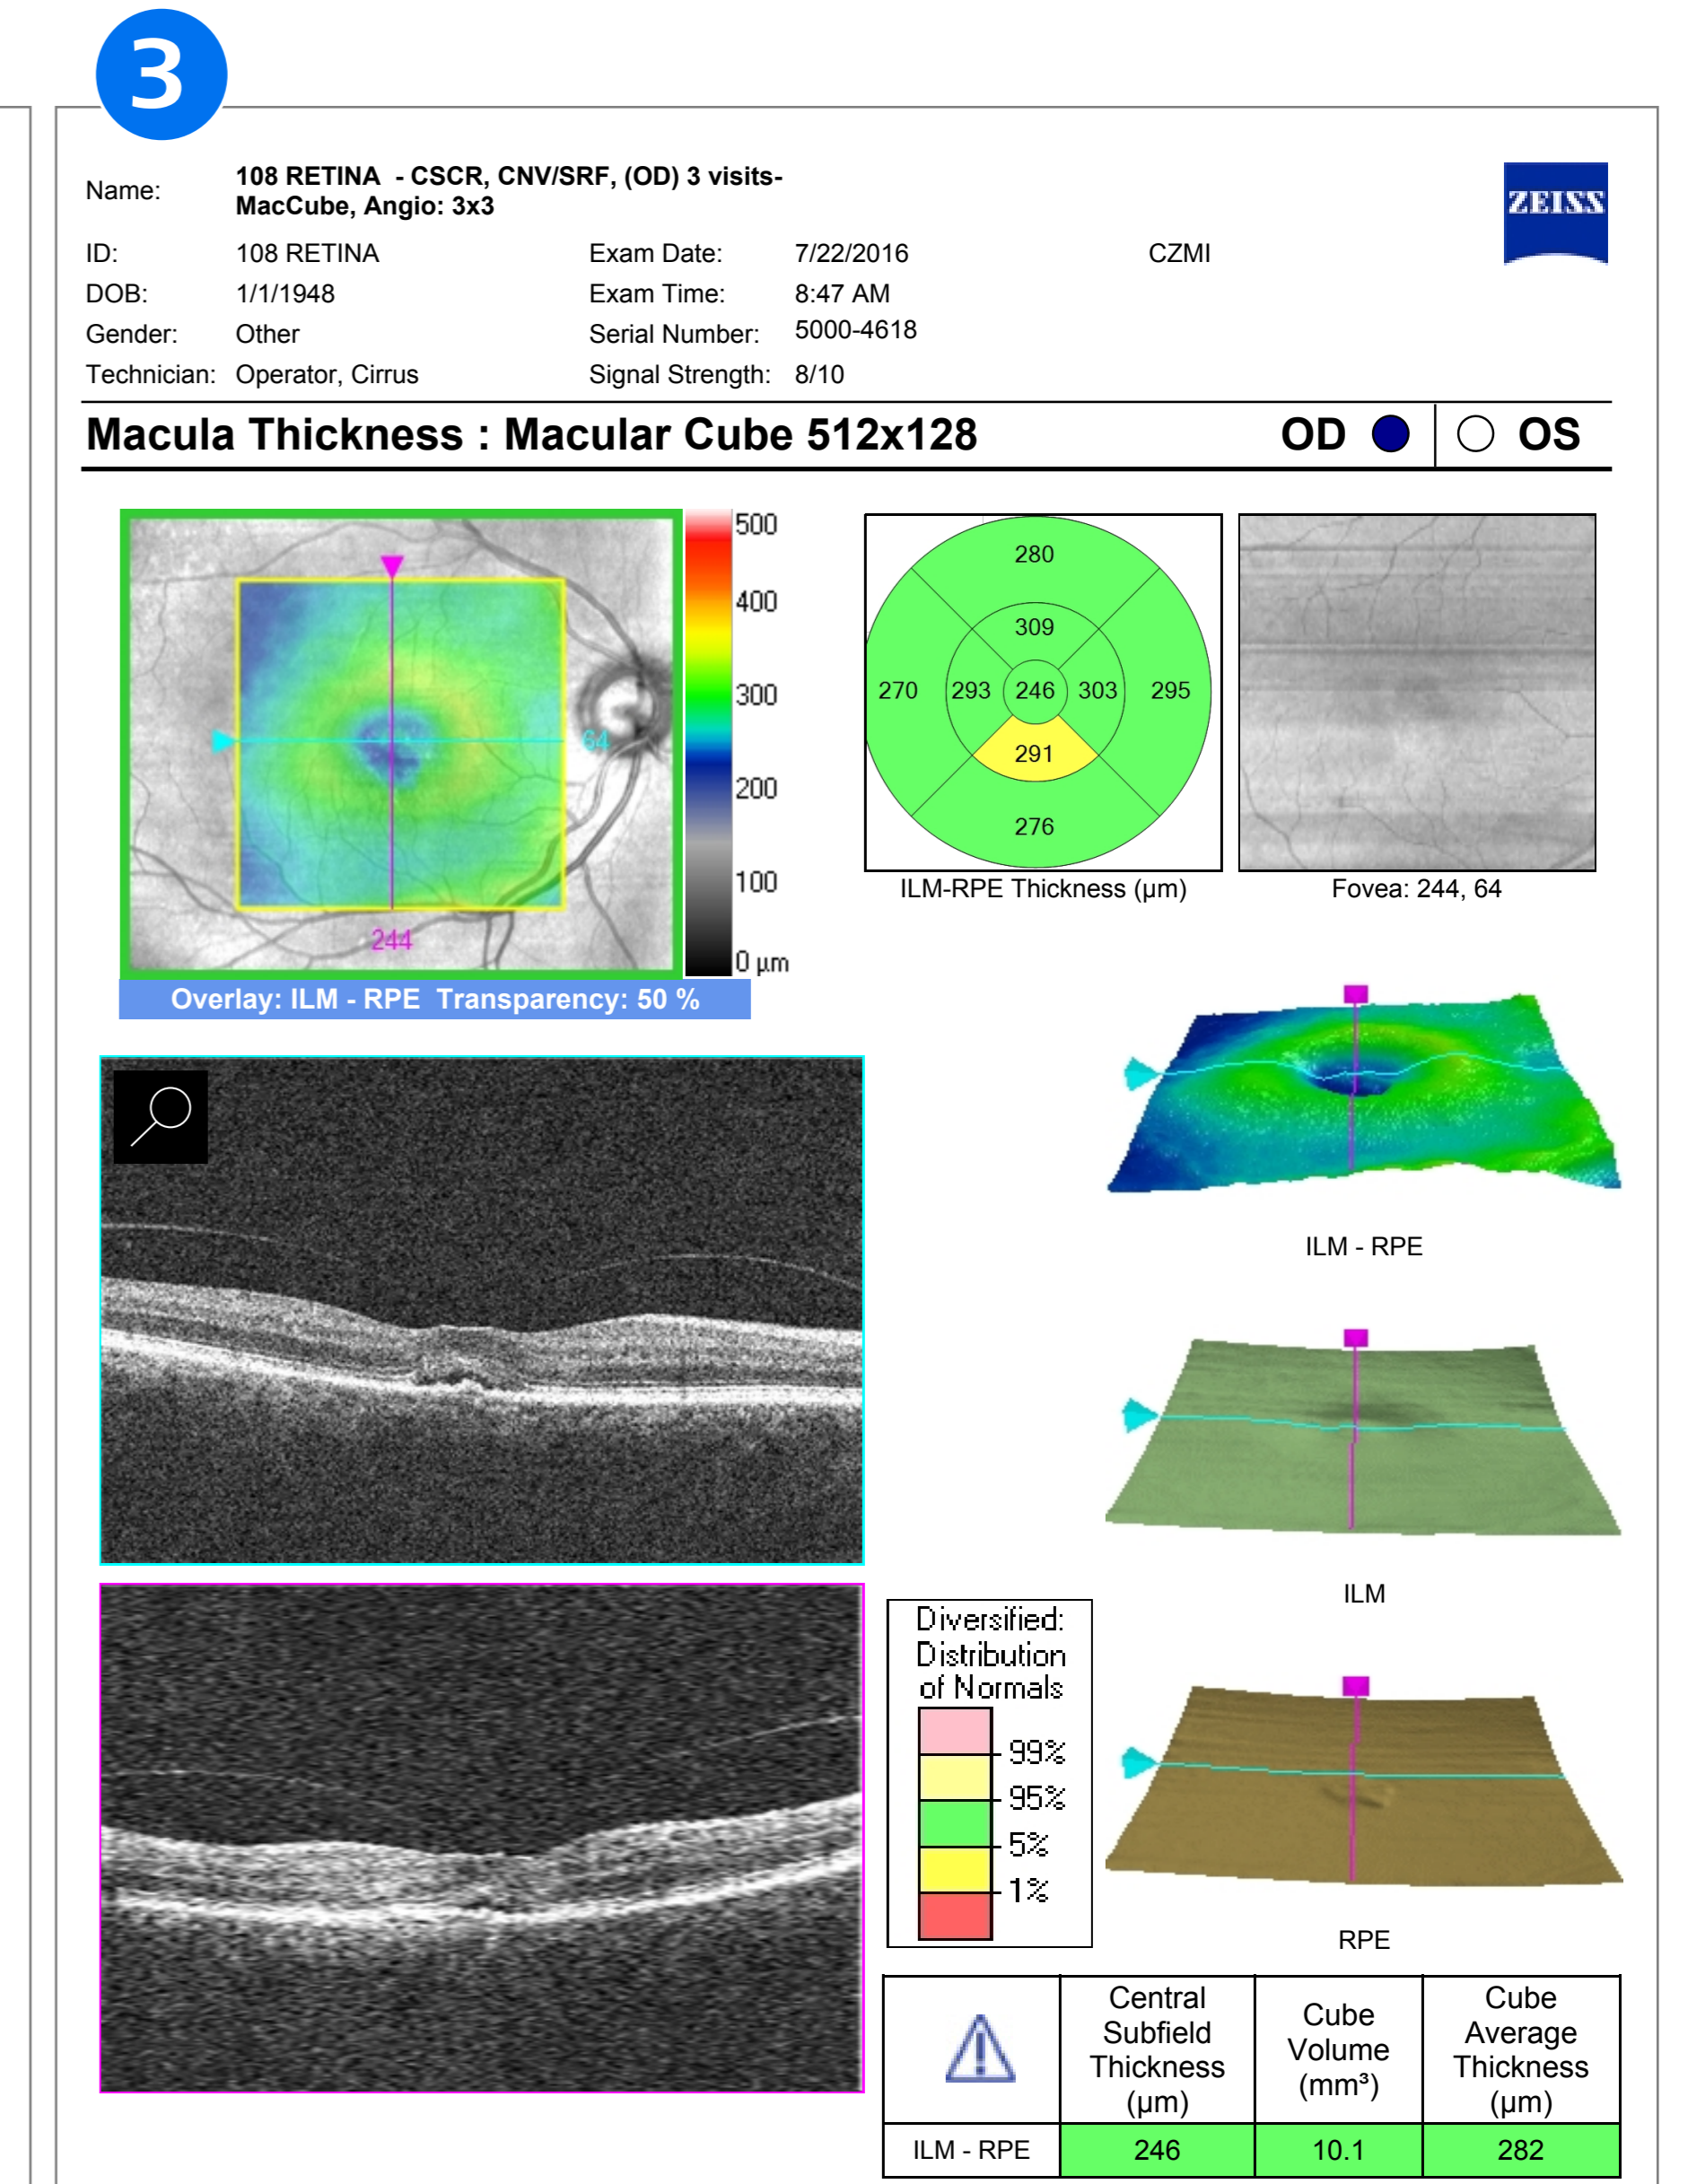 3
Name: 108 RETINA - CSCR, CNV/SRF, (OD) 3 visits-
MacCube, Angio: 3x3
ZEISS
ID: 108 RETINA Exam Date: 7/22/2016 CZMI
DOB: 1/1/1948 Exam Time: 8:47 AM
Gender: Other Serial Number: 5000-4618
Technician: Operator, Cirrus Signal Strength: 8/10
Macula Thickness : Macular Cube 512x128 OD OS
64
244
500
400
300
200
100
0 µm
Overlay: ILM - RPE Transparency: 50 %
280
309
270 293 246 303 295
291
276
ILM-RPE Thickness (µm)
Fovea: 244, 64
ILM - RPE
ILM
RPE
Diversified:
Distribution
of Normals
99%
95%
5%
1%
Central
Subfield
Thickness
(µm)
Cube
Volume
(mm³)
Cube
Average
Thickness
(µm)
ILM - RPE 246 10.1 282